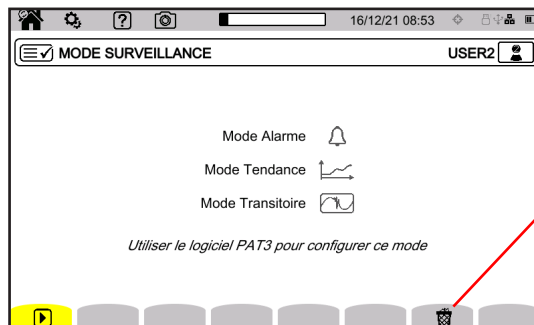 ? 16/12/21 08:53
MODE SURVEILLANCE USER2
Mode Alarme
Mode Tendance
Mode Transitoire
Utiliser le logiciel PAT3 pour configurer ce mode